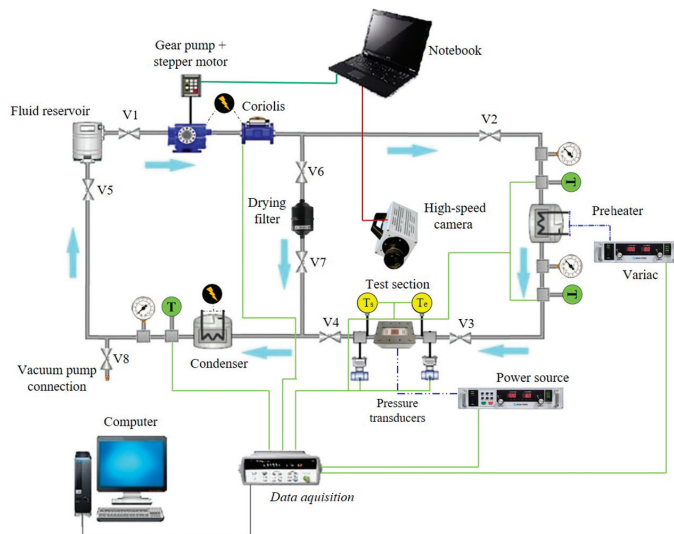 Gear pump +
stepper motor
Notebook
Fluid reservoir
V1
Coriolis
V2
V5
V6
T
Drying
filter
High-speed
camera
Preheater
V7
Variac
Test section
T
Ts
Te
T
V4
V3
V8
Condenser
Vacuum pump
connection
Power source
Pressure
transducers
Computer
Data aquisition